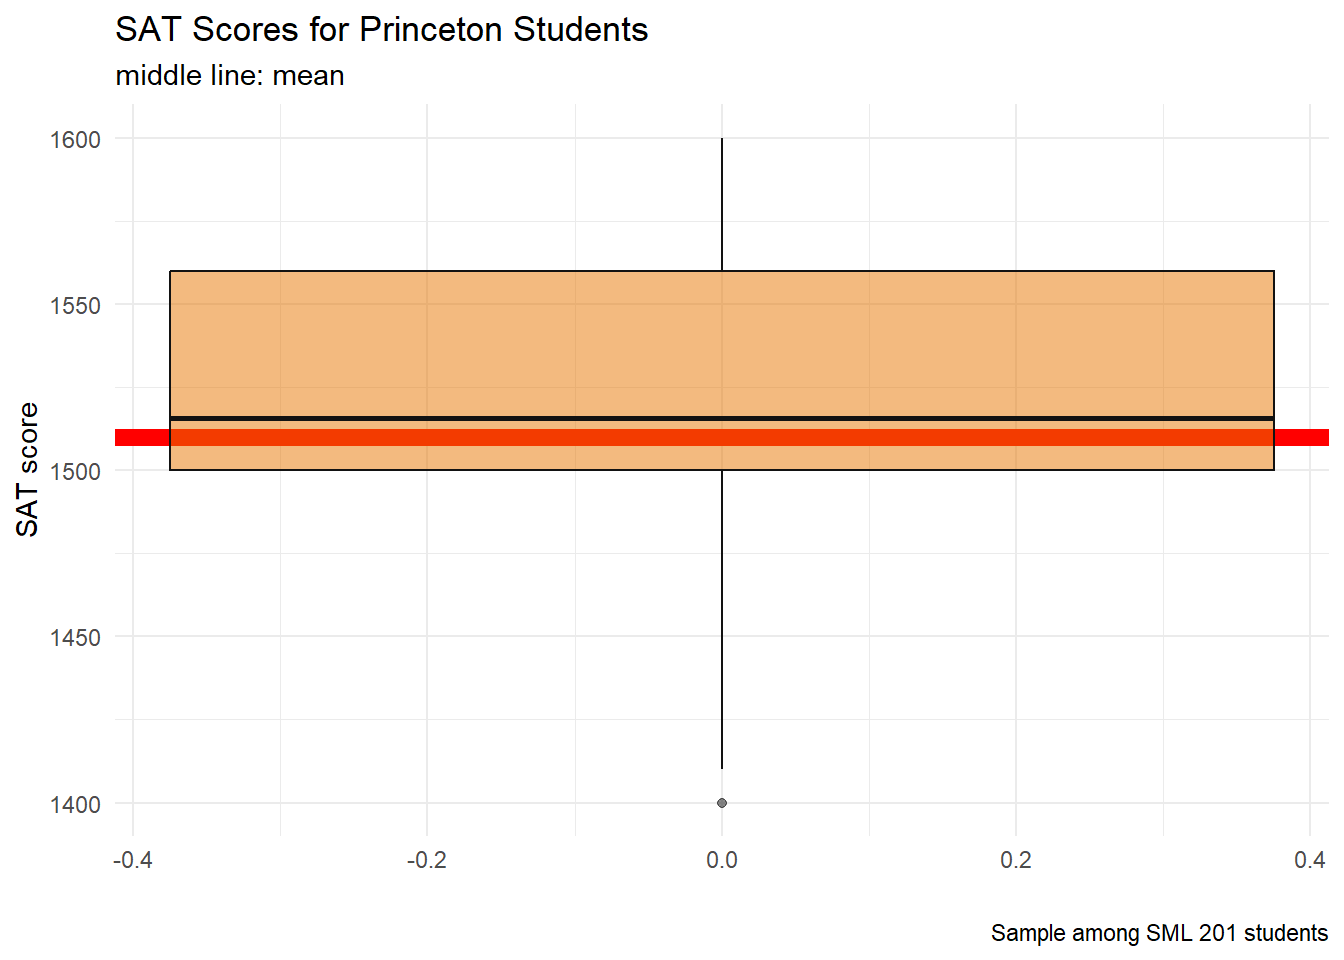 SAT Scores for Princeton Students
middle line: mean
1600
1550
1500
1450
1400
SAT score
-0.4
-0.2
0.0
0.2
0.4
Sample among SML 201 students